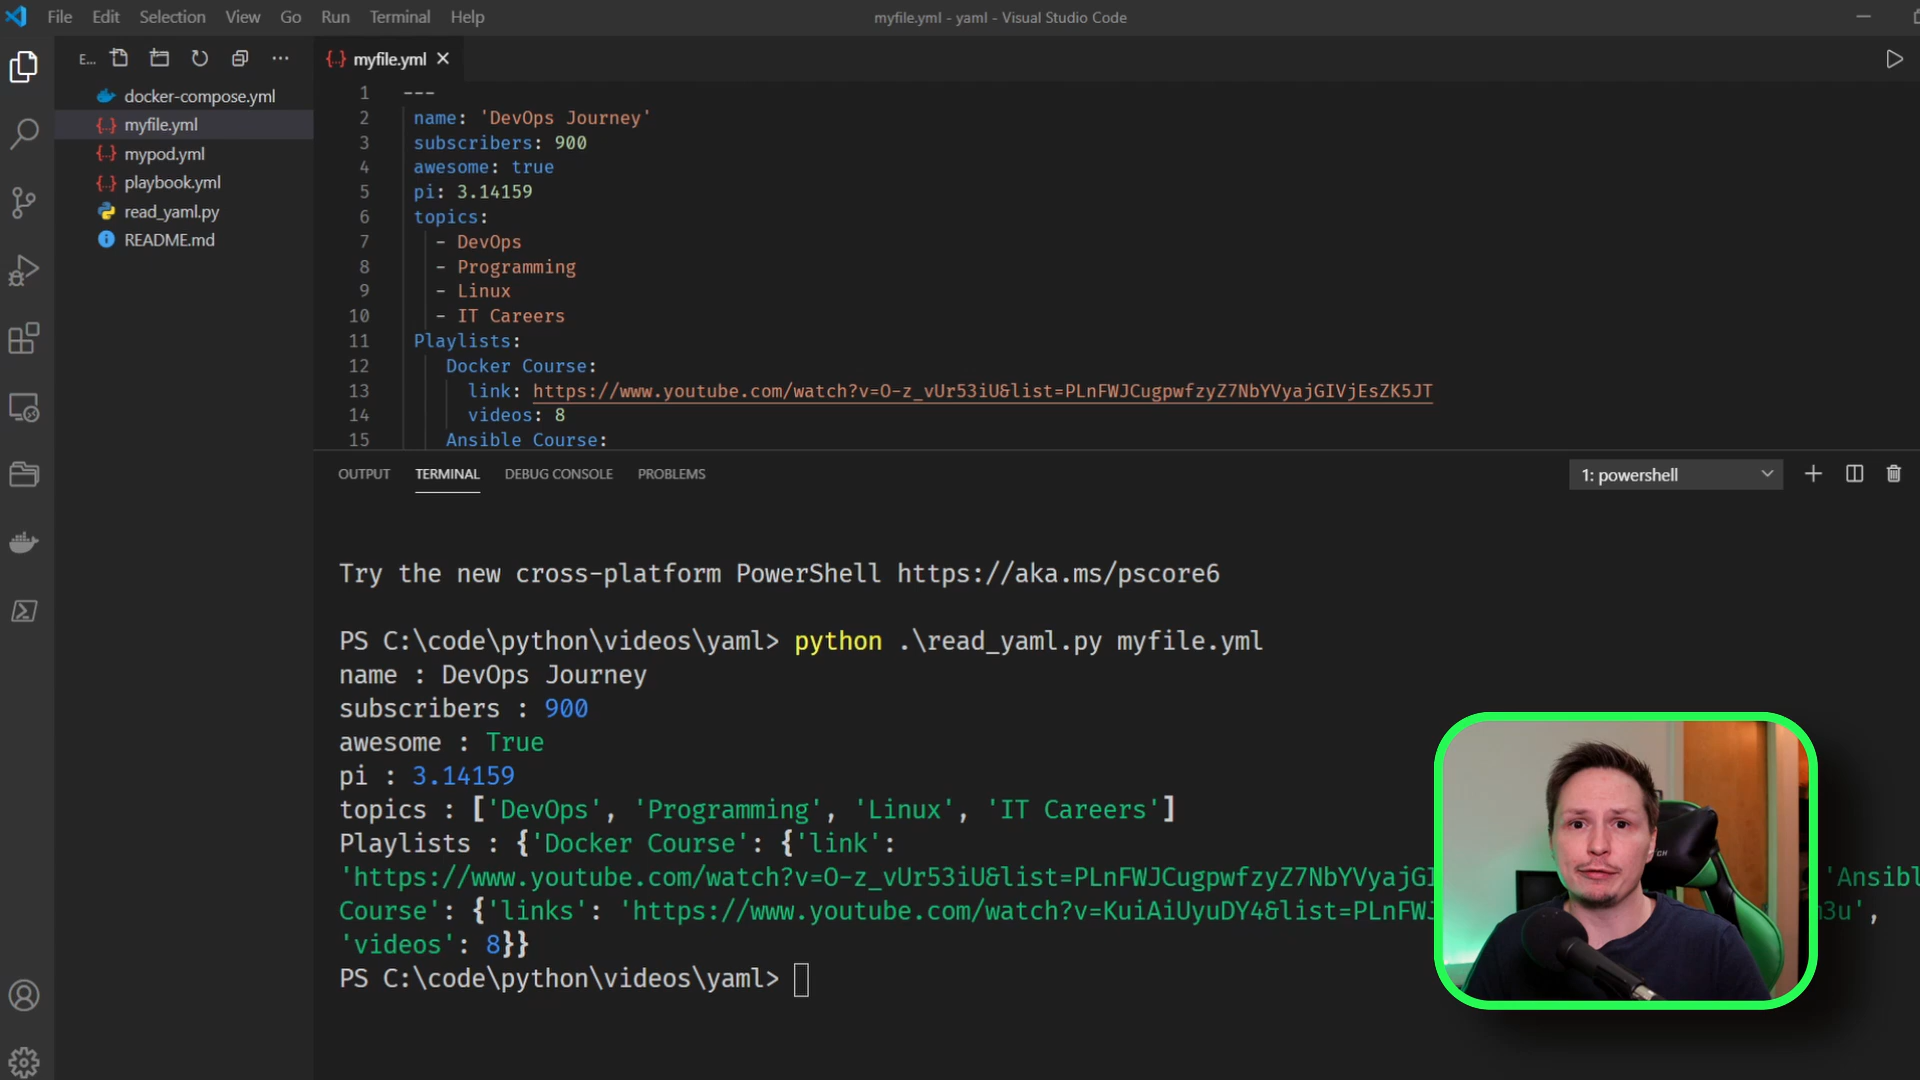 File Edit Selection View Go Run Terminal Help
myfile.yml - yaml - Visual Studio Code
E...
docker-compose.yml
myfile.yml
mypod.yml
playbook.yml
read_yaml.py
README.md
{..} myfile.yml
1 ---
2 name: 'DevOps Journey'
3 subscribers: 900
4 awesome: true
5 pi: 3.14159
6 topics:
7 - DevOps
8 - Programming
9 - Linux
10 - IT Careers
11 Playlists:
12 Docker Course:
13 link: https://www.youtube.com/watch?v=O-z_vUr53iU&list=PLnFWJCugpwfzyZ7NbYVyajGIVjEsZK5JT
14 videos: 8
15 Ansible Course:
OUTPUT TERMINAL DEBUG CONSOLE PROBLEMS
1: powershell
Try the new cross-platform PowerShell https://aka.ms/pscore6
PS C:\code\python\videos\yaml> python .\read_yaml.py myfile.yml
name : DevOps Journey
subscribers : 900
awesome : True
pi : 3.14159
topics : ['DevOps', 'Programming', 'Linux', 'IT Careers']
Playlists : {'Docker Course': {'link':
'https://www.youtube.com/watch?v=O-z_vUr53iU&list=PLnFWJCugpwfzyZ7NbYVyajGI 'Ansibl
Course': {'links': 'https://www.youtube.com/watch?v=KuiAiUyuDY4&list=PLnFWJ 3u',
'videos': 8}}
PS C:\code\python\videos\yaml>